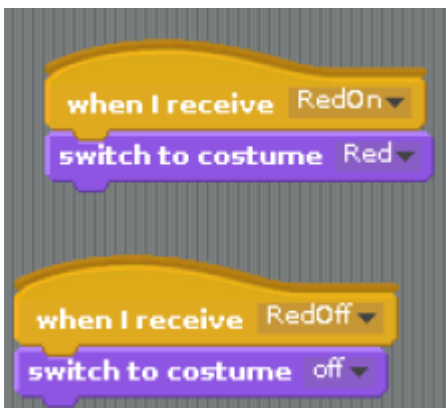 when I receive RedOn
switch to costume Red
when I receive RedOff
switch to costume off